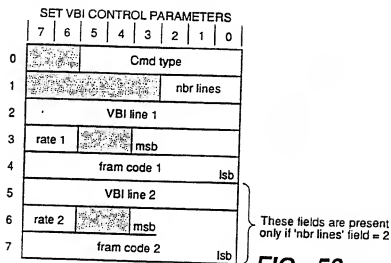 SET VBI CONTROL PARAMETERS
7 6 5 4 3 2 1 0
0 Cmd type
1 nbr lines
2 VBI line 1
3 rate 1 msb
4 fram code 1 lsb
5 VBI line 2
6 rate 2 msb
7 fram code 2 lsb
These fields are present
only if 'nbr lines' field = 2